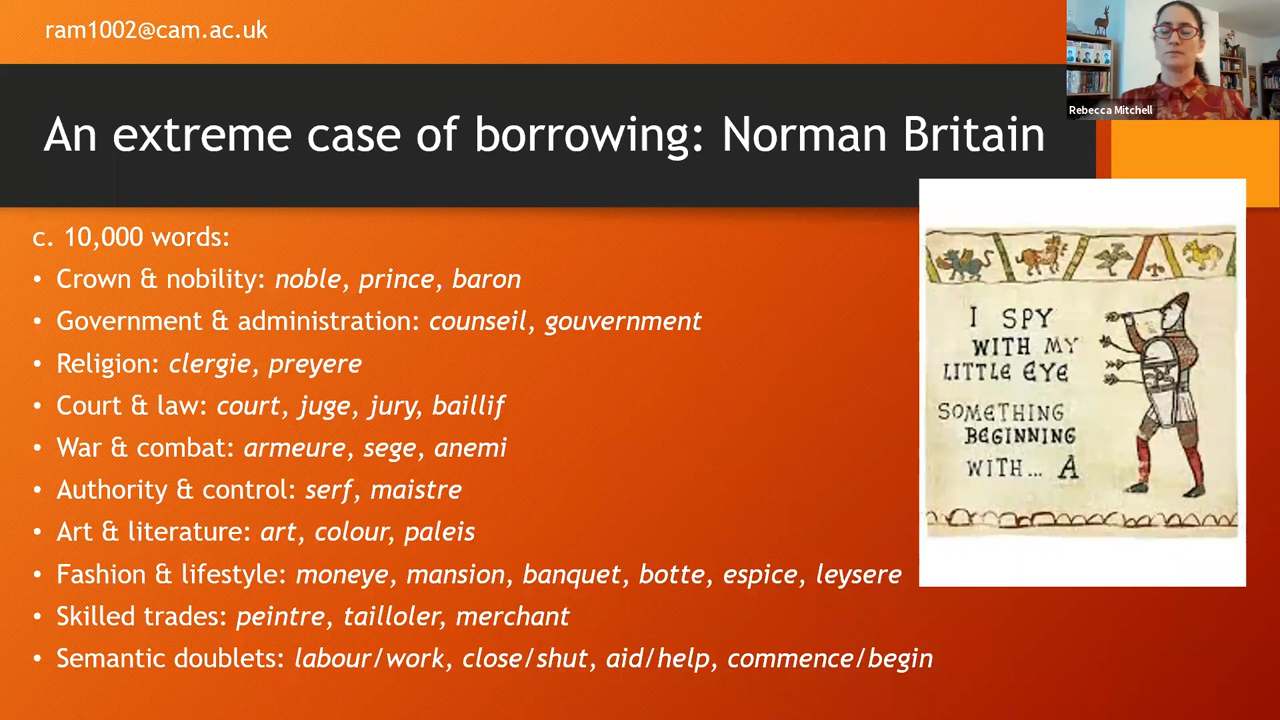 ram1002@cam.ac.uk
Rebecca Mitchell
An extreme case of borrowing: Norman Britain
c. 10,000 words:
• Crown & nobility: noble, prince, baron
• Government & administration: counseil, gouvernment
• Religion: clergie, preyere
• Court & law: court, juge, jury, baillif
• War & combat: armeure, sege, anemi
• Authority & control: serf, maistre
• Art & literature: art, colour, paleis
• Fashion & lifestyle: moneye, mansion, banquet, botte, espice, leysere
• Skilled trades: peintre, tailloler, merchant
• Semantic doublets: labour/work, close/shut, aid/help, commence/begin
I SPY
WITH MY
LITTLE EYE
SOMETHING
BEGINNING
WITH... A